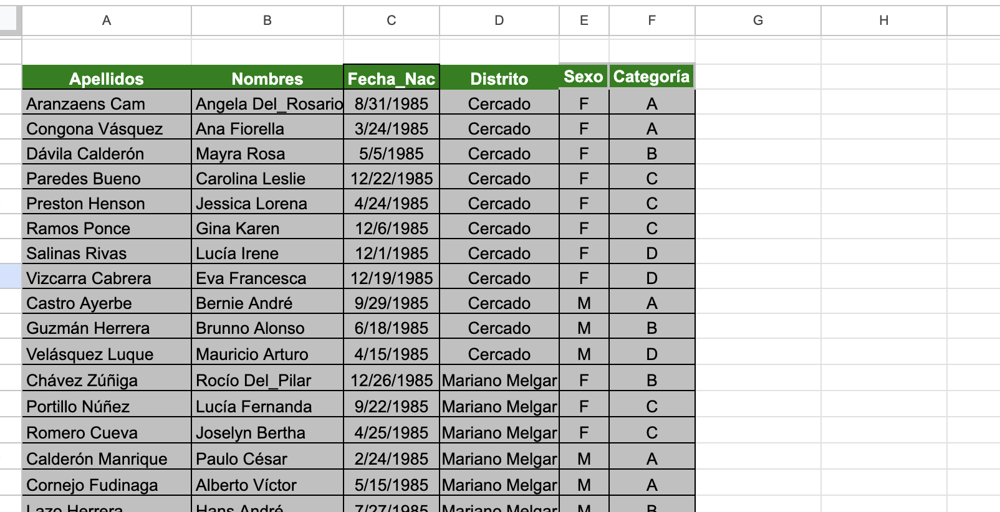 A B C D E F G H
Apellidos Nombres Fecha_Nac Distrito Sexo Categoría
Aranzaens Cam Angela Del_Rosario 8/31/1985 Cercado F A
Congona Vásquez Ana Fiorella 3/24/1985 Cercado F A
Dávila Calderón Mayra Rosa 5/5/1985 Cercado F B
Paredes Bueno Carolina Leslie 12/22/1985 Cercado F C
Preston Henson Jessica Lorena 4/24/1985 Cercado F C
Ramos Ponce Gina Karen 12/6/1985 Cercado F C
Salinas Rivas Lucía Irene 12/1/1985 Cercado F D
Vizcarra Cabrera Eva Francesca 12/19/1985 Cercado F D
Castro Ayerbe Bernie André 9/29/1985 Cercado M A
Guzmán Herrera Brunno Alonso 6/18/1985 Cercado M B
Velásquez Luque Mauricio Arturo 4/15/1985 Cercado M D
Chávez Zúñiga Rocío Del_Pilar 12/26/1985 Mariano Melgar F B
Portillo Núñez Lucía Fernanda 9/22/1985 Mariano Melgar F C
Romero Cueva Joselyn Bertha 4/25/1985 Mariano Melgar F C
Calderón Manrique Paulo César 2/24/1985 Mariano Melgar M A
Cornejo Fudinaga Alberto Víctor 5/15/1985 Mariano Melgar M A
Lazo Herrera Hans André 7/27/1985 Mariano Melgar M B